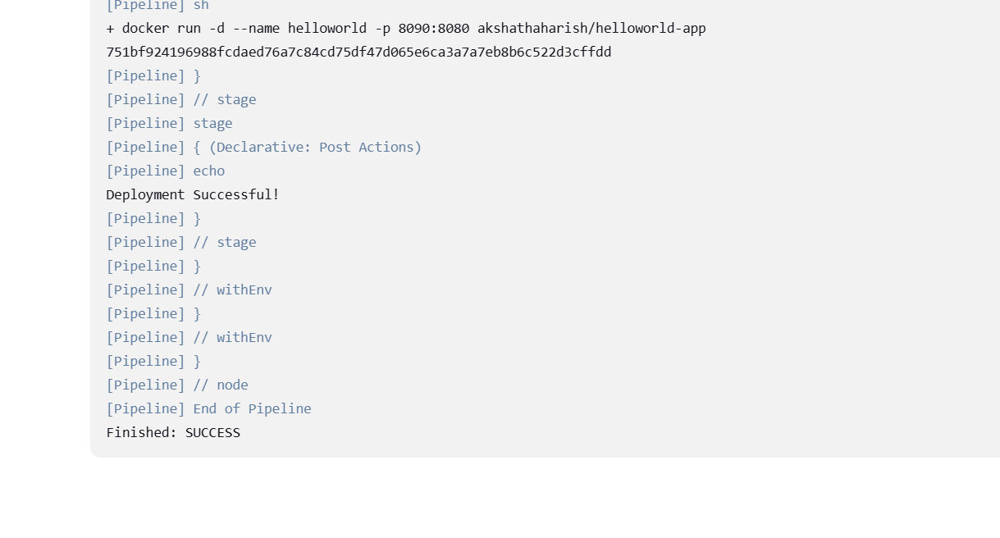 [Pipeline] sh
+ docker run -d --name helloworld -p 8090:8080 akshathaharish/helloworld-app
751bf924196988fcdaed76a7c84cd75df47d065e6ca3a7a7eb8b6c522d3cffdd
[Pipeline] }
[Pipeline] // stage
[Pipeline] stage
[Pipeline] { (Declarative: Post Actions)
[Pipeline] echo
Deployment Successful!
[Pipeline] }
[Pipeline] // stage
[Pipeline] }
[Pipeline] // withEnv
[Pipeline] }
[Pipeline] // withEnv
[Pipeline] }
[Pipeline] // node
[Pipeline] End of Pipeline
Finished: SUCCESS